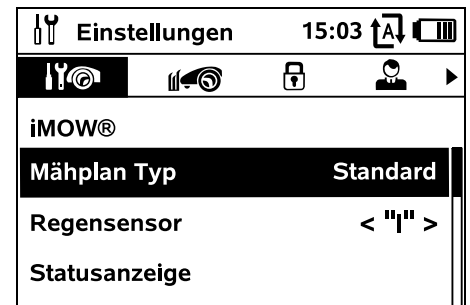 Einstellungen 15:03 A
iMOW®
Mähplan Typ Standard
Regensensor < "|" >
Statusanzeige